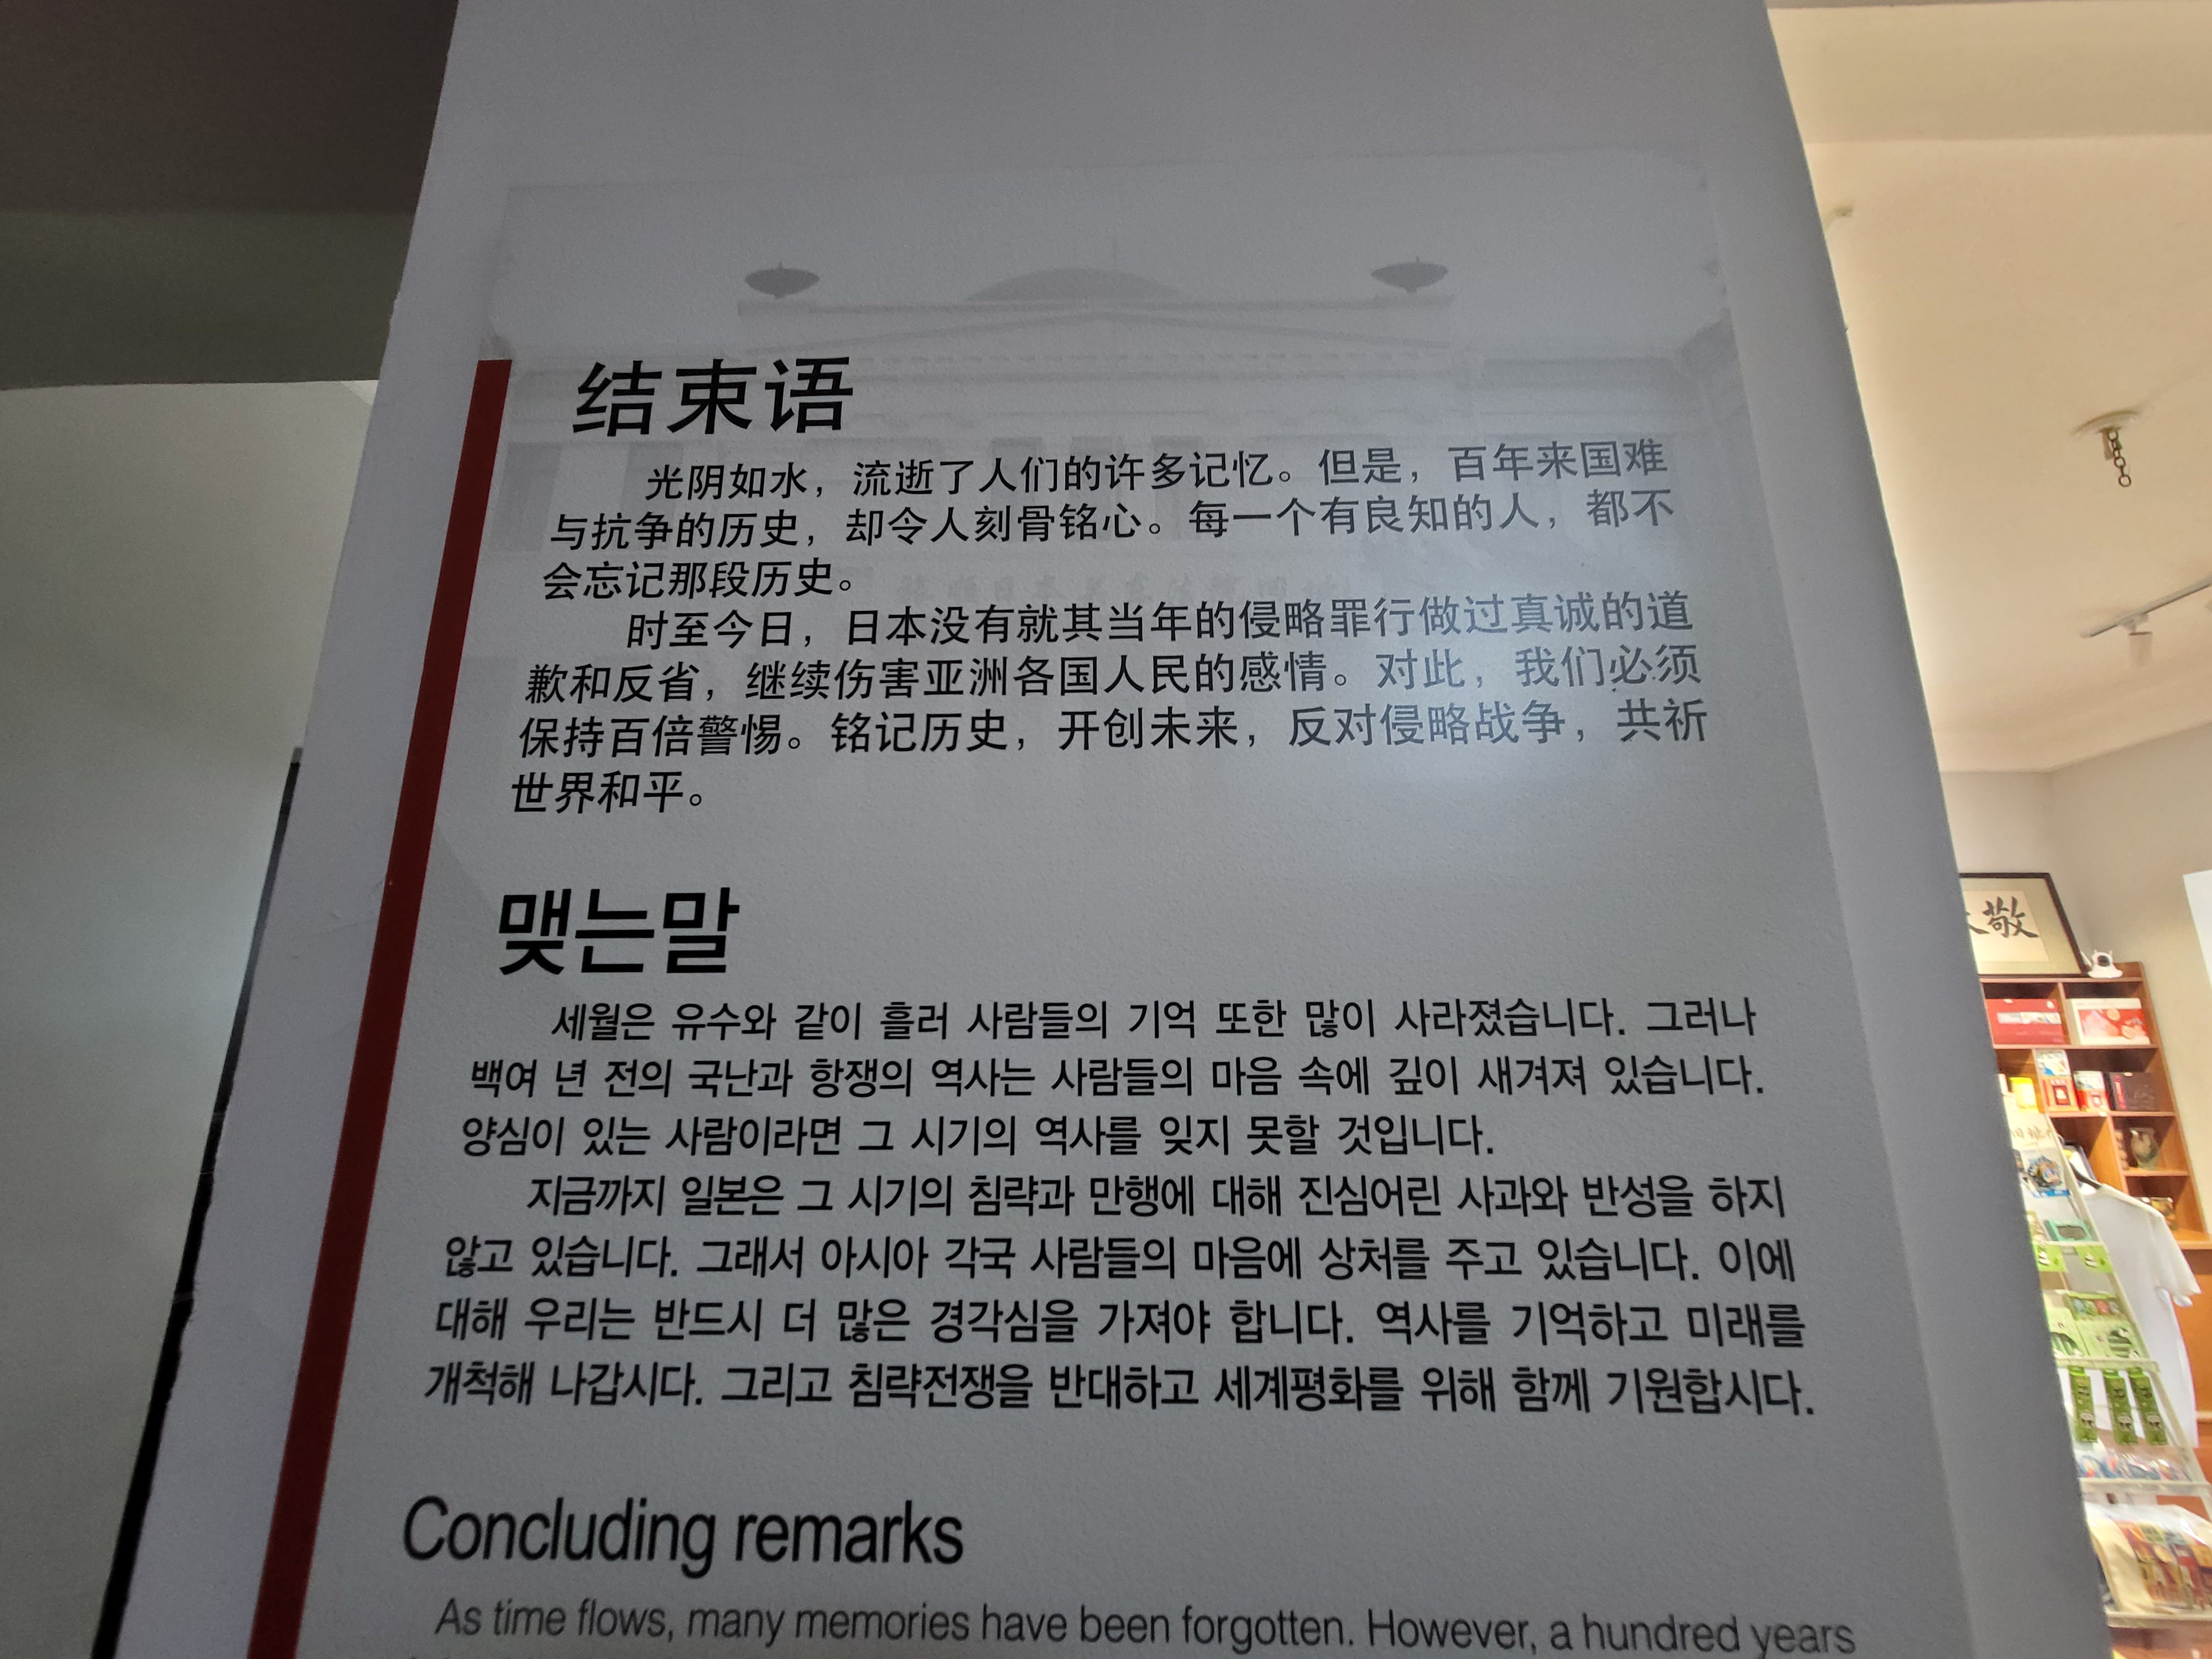 结束语
光阴如水，流逝了人们的许多记忆。但是，百年来国难
与抗争的历史，却令人刻骨铭心。每一个有良知的人，都不
会忘记那段历史。
时至今日，日本没有就其当年的侵略罪行做过真诚的道
歉和反省，继续伤害亚洲各国人民的感情。对此，我们必须
保持百倍警惕。铭记历史，开创未来，反对侵略战争，共祈
世界和平。
맺는말
세월은 유수와 같이 흘러 사람들의 기억 또한 많이 사라졌습니다. 그러나
백여 년 전의 국난과 항쟁의 역사는 사람들의 마음 속에 깊이 새겨져 있습니다.
양심이 있는 사람이라면 그 시기의 역사를 잊지 못할 것입니다.
지금까지 일본은 그 시기의 침략과 만행에 대해 진심어린 사과와 반성을 하지
않고 있습니다. 그래서 아시아 각국 사람들의 마음에 상처를 주고 있습니다. 이에
대해 우리는 반드시 더 많은 경각심을 가져야 합니다. 역사를 기억하고 미래를
개척해 나갑시다. 그리고 침략전쟁을 반대하고 세계평화를 위해 함께 기원합시다.
Concluding remarks
As time flows, many memories have been forgotten. However, a hundred years
敬